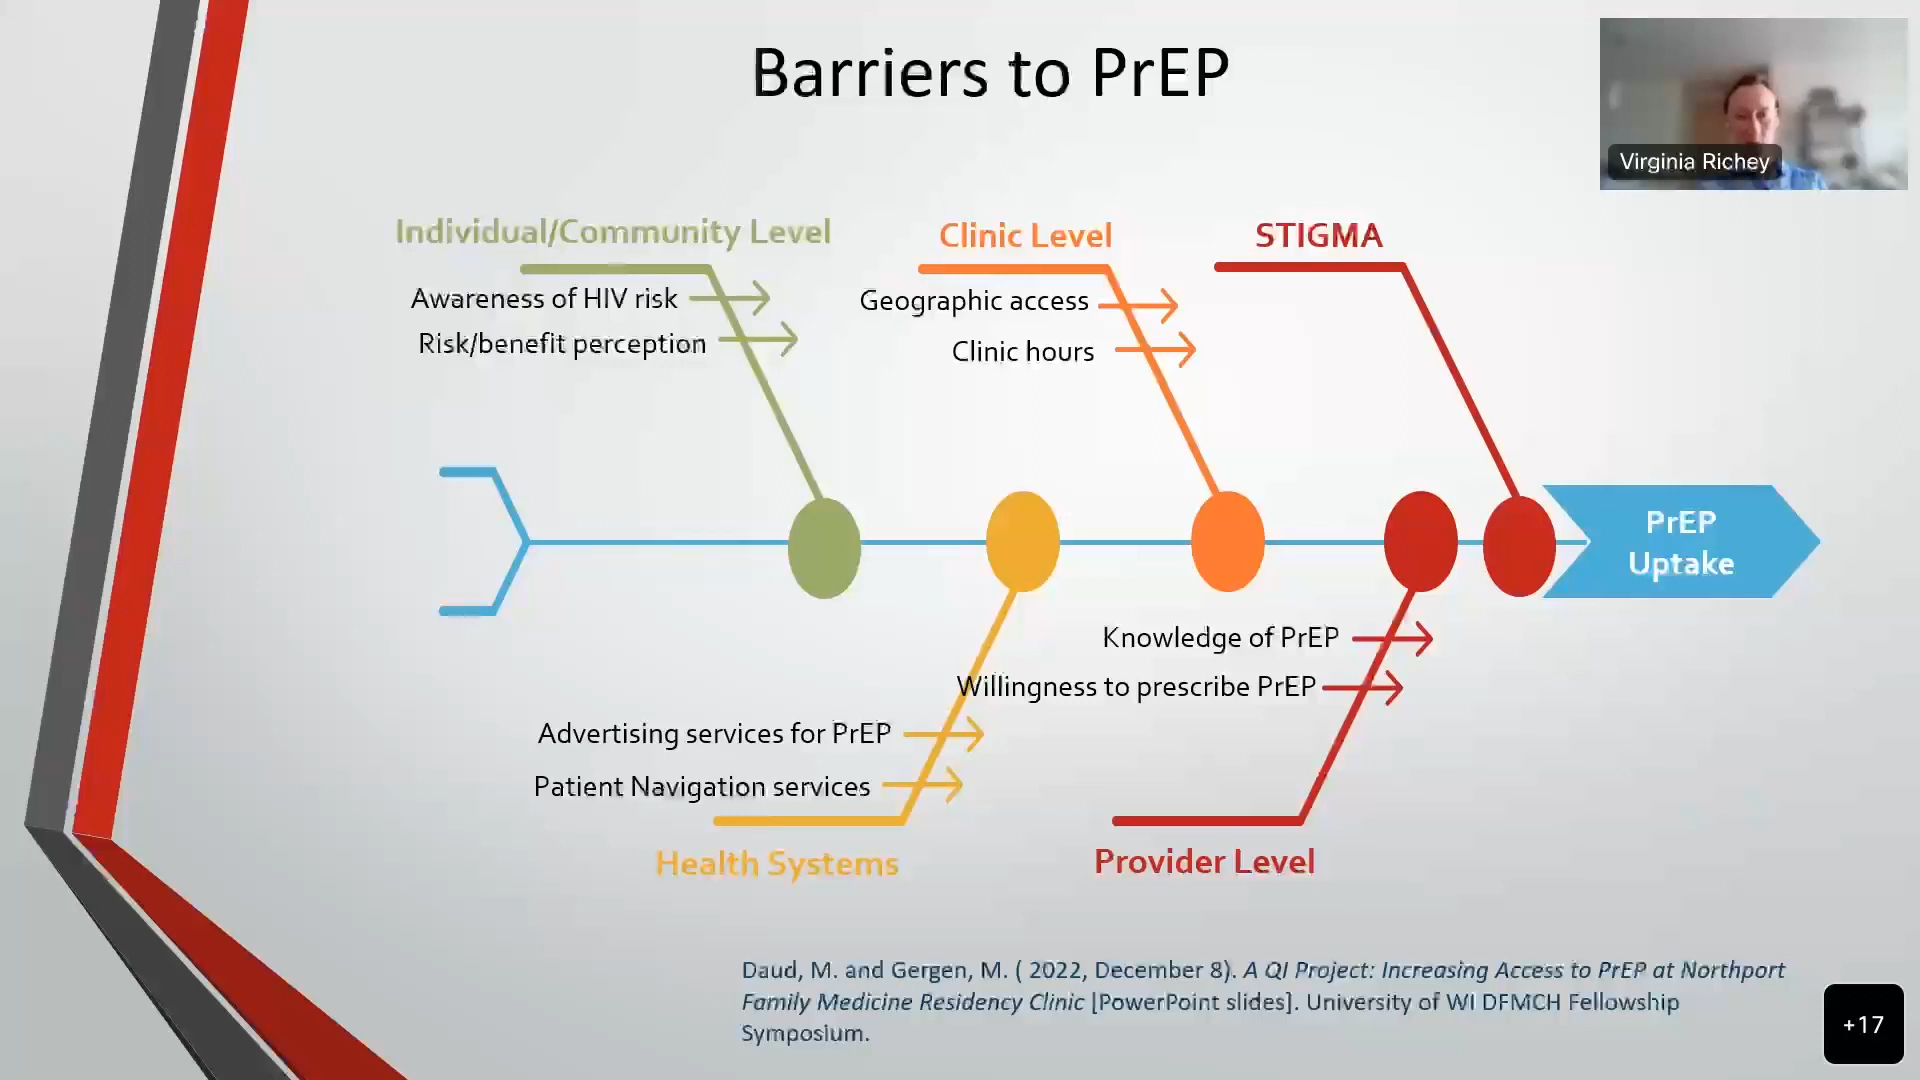 Barriers to PrEP
Virginia Richey
Individual/Community Level
Awareness of HIV risk
Risk/benefit perception
Clinic Level
Geographic access
Clinic hours
STIGMA
PrEP
Uptake
Knowledge of PrEP
Willingness to prescribe PrEP
Provider Level
Advertising services for PrEP
Patient Navigation services
Health Systems
Daud, M. and Gergen, M. ( 2022, December 8). A QI Project: Increasing Access to PrEP at Northport
Family Medicine Residency Clinic [PowerPoint slides]. University of WI DFMCH Fellowship
Symposium.
+17